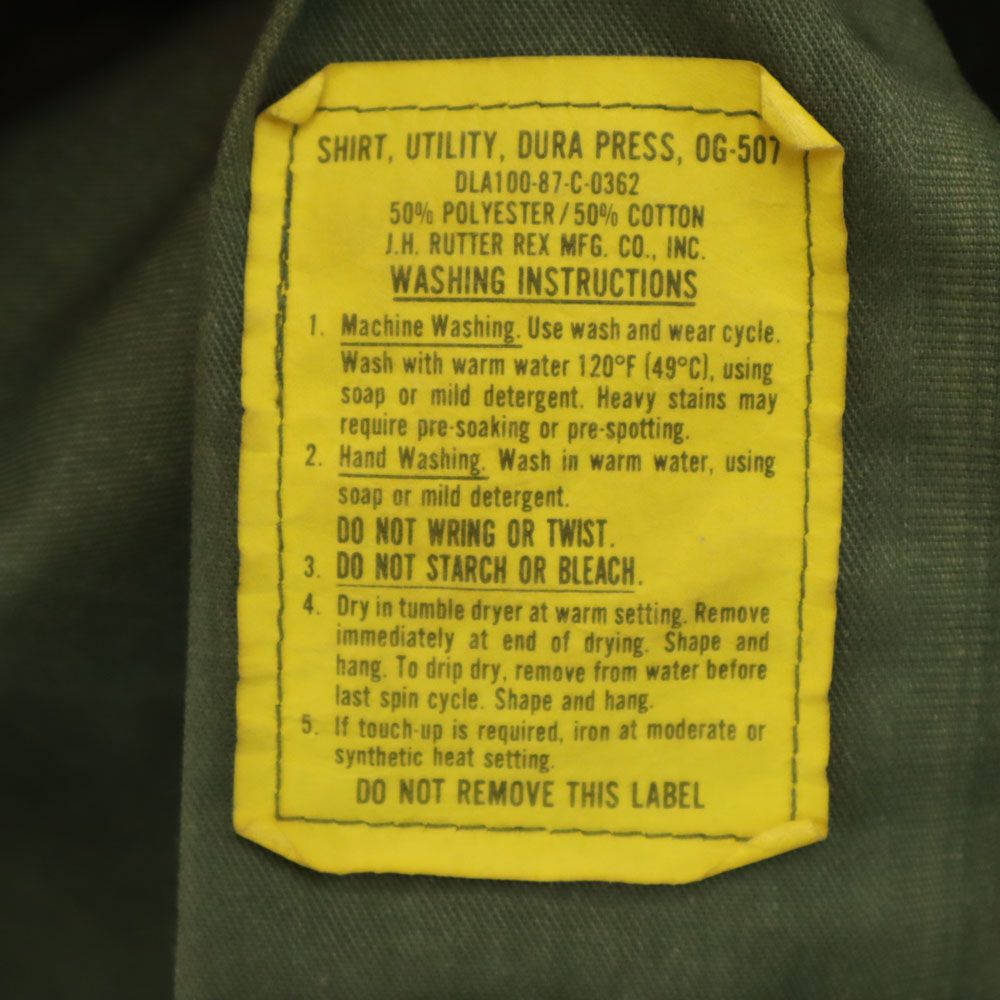 SHIRT, UTILITY, DURA PRESS, OG-507
DLA100-87-C-0362
50% POLYESTER/50% COTTON
J.H. RUTTER REX MFG. CO., INC.
WASHING INSTRUCTIONS
1. Machine Washing. Use wash and wear cycle.
Wash with warm water 120°F (49°C), using
soap or mild detergent. Heavy stains may
require pre-soaking or pre-spotting.
2. Hand Washing. Wash in warm water, using
soap or mild detergent.
DO NOT WRING OR TWIST.
3. DO NOT STARCH OR BLEACH.
4. Dry in tumble dryer at warm setting. Remove
immediately at end of drying. Shape and
hang. To drip dry, remove from water before
last spin cycle. Shape and hang.
5. If touch-up is required, iron at moderate or
synthetic heat setting.
DO NOT REMOVE THIS LABEL